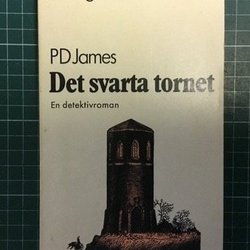 PD James
Det svarta tornet
En detektivroman